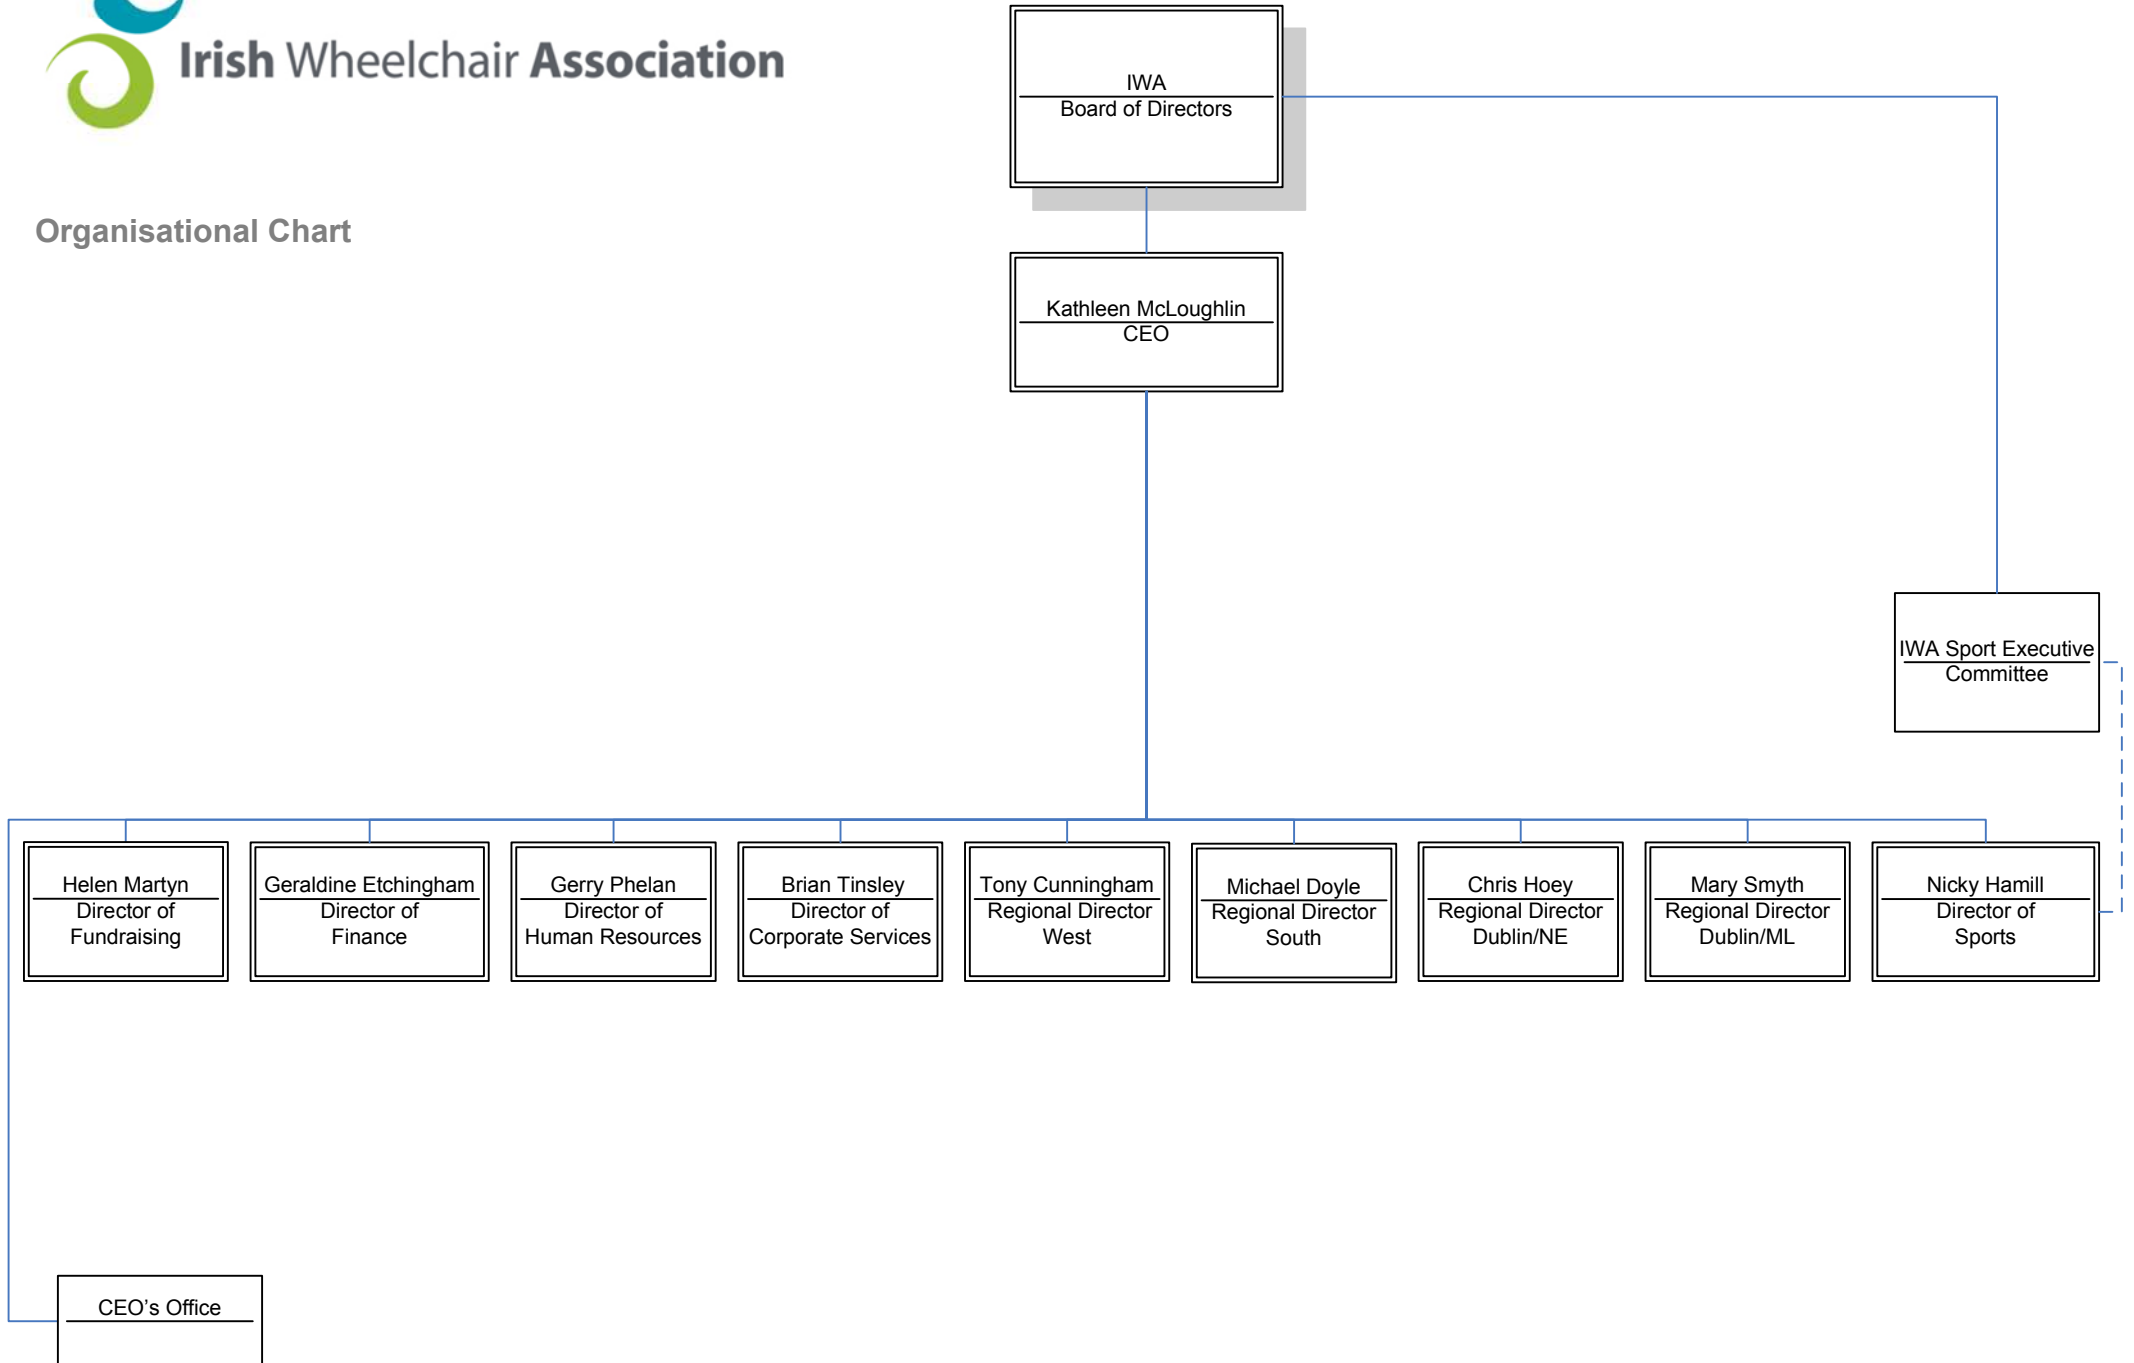 Irish Wheelchair Association
Organisational Chart
IWA
Board of Directors
Kathleen McLoughlin
CEO
IWA Sport Executive
Committee
Helen Martyn
Director of
Fundraising
Geraldine Etchingham
Director of
Finance
Gerry Phelan
Director of
Human Resources
Brian Tinsley
Director of
Corporate Services
Tony Cunningham
Regional Director
West
Michael Doyle
Regional Director
South
Chris Hoey
Regional Director
Dublin/NE
Mary Smyth
Regional Director
Dublin/ML
Nicky Hamill
Director of
Sports
CEO’s Office